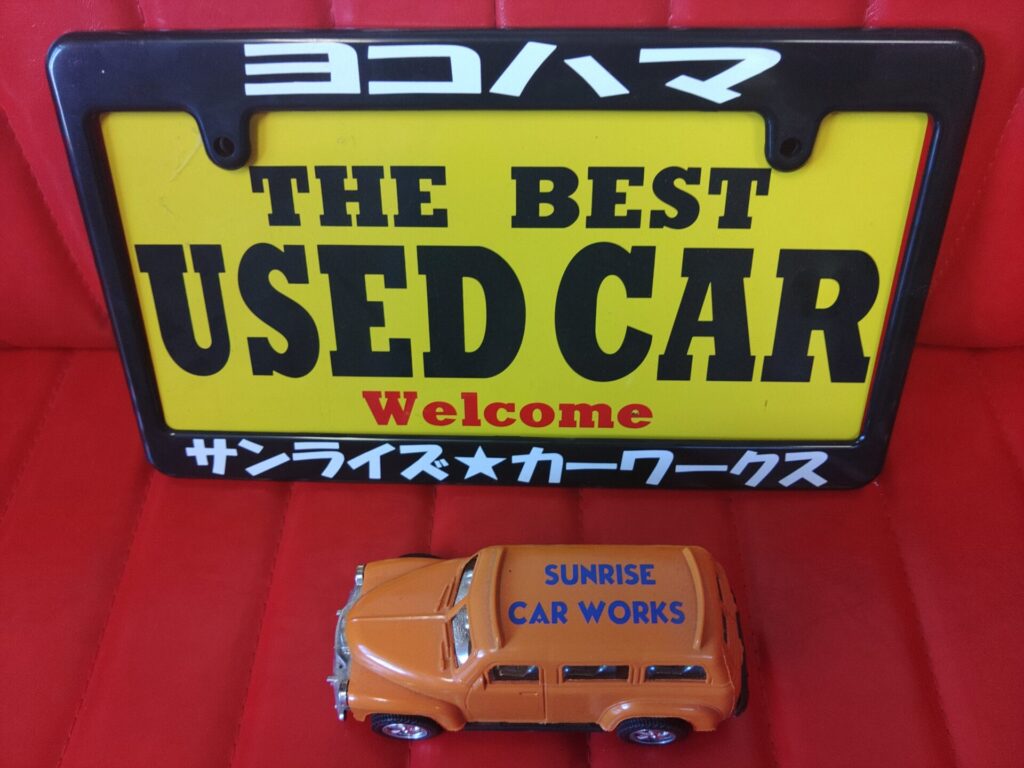 ヨコハマ
THE BEST
USED CAR
Welcome
サンライズ★カーワークス
SUNRISE
CAR WORKS